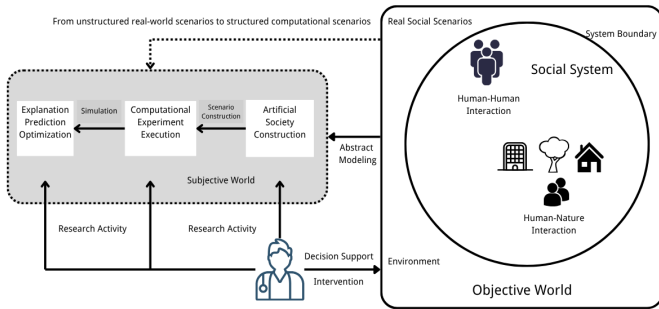 From unstructured real-world scenarios to structured computational scenarios
Real Social Scenarios
System Boundary
Social System
Human-Human
Interaction
Explanation
Prediction
Optimization
Simulation
Computational
Experiment
Execution
Scenario
Construction
Artificial
Society
Construction
Abstract
Modeling
Subjective World
Human-Nature
Interaction
Research Activity
Research Activity
Decision Support
Intervention
Environment
Objective World